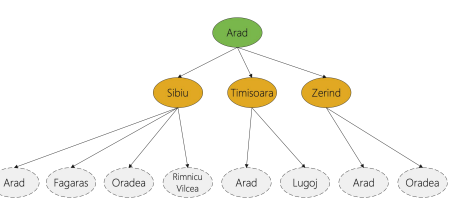 Arad
Sibiu
Timisoara
Zerind
Arad
Fagaras
Oradea
Rimnicu
Vilcea
Arad
Lugoj
Arad
Oradea